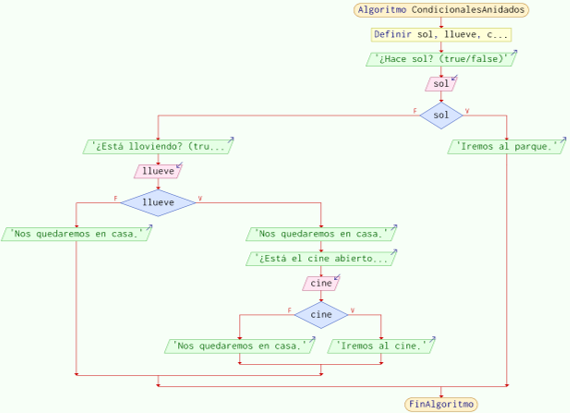 Algoritmo CondicionalesAnidados
Definir sol, llueve, c...
'¿Hace sol? (true/false)'
sol
F sol V
'¿Está lloviendo? (tru... 'Iremos al parque.'
llueve
F llueve V
'Nos quedaremos en casa.' 'Nos quedaremos en casa.'
'¿Está el cine abierto...
cine
F cine V
'Nos quedaremos en casa.' 'Iremos al cine.'
FinAlgoritmo